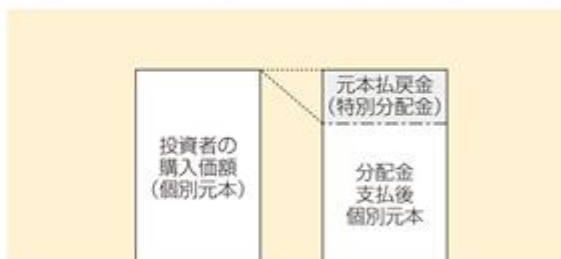 投資者の
購入価額
(個別元本)
元本払戻金
(特別分配金)
分配金
支払後
個別元本